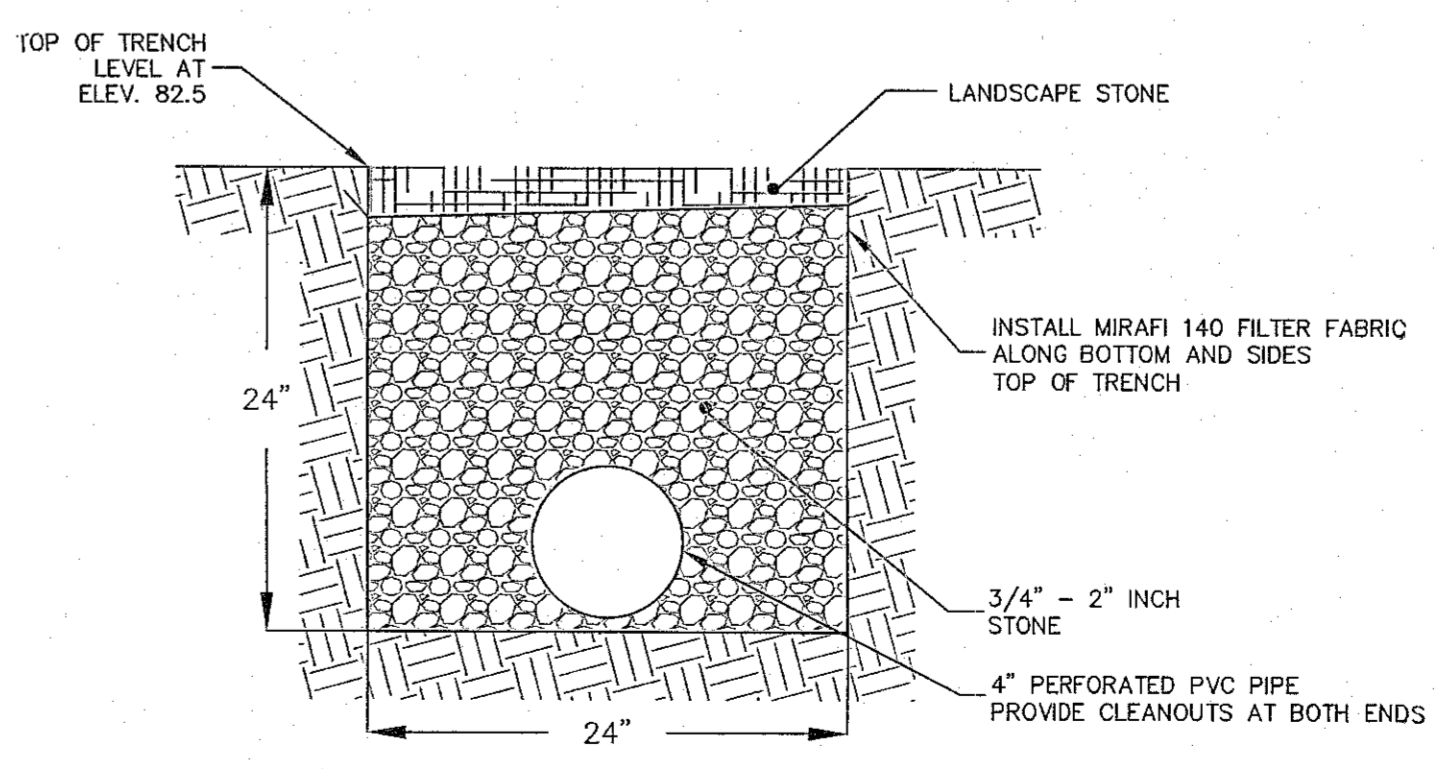 TOP OF TRENCH
LEVEL AT
ELEV. 82.5
LANDSCAPE STONE
INSTALL MIRAFI 140 FILTER FABRIC
ALONG BOTTOM AND SIDES
TOP OF TRENCH
24"
3/4" - 2" INCH
STONE
4" PERFORATED PVC PIPE
PROVIDE CLEANOUTS AT BOTH ENDS
24"